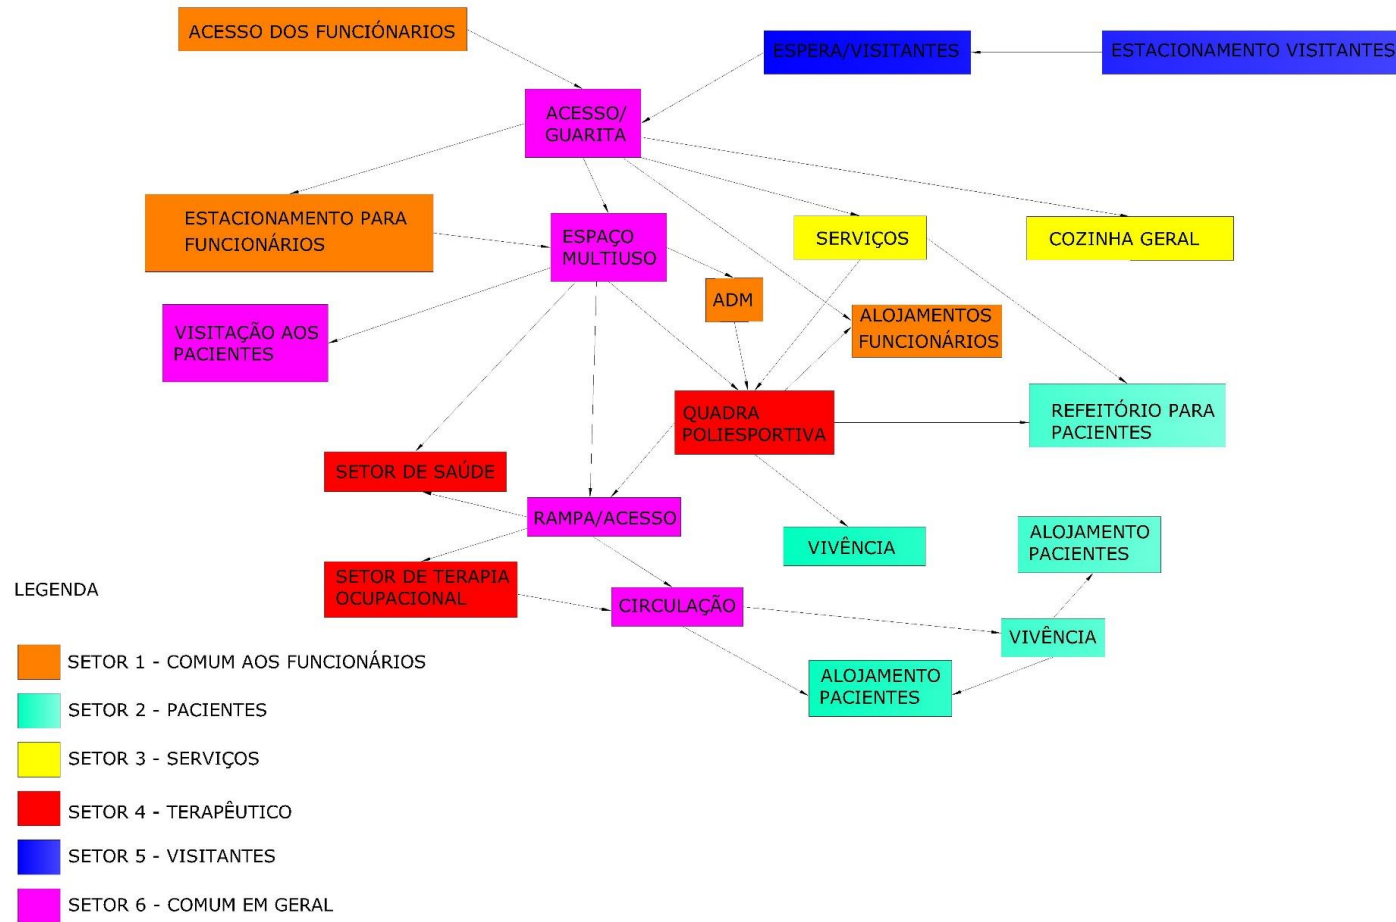 ACESSO DOS FUNCIÓNARIOS
ESPERA/VISITANTES
ESTACIONAMENTO VISITANTES
ACESSO/
GUARITA
ESTACIONAMENTO PARA
FUNCIONÁRIOS
ESPAÇO
MULTIUSO
SERVIÇOS
COZINHA GERAL
ADM
VISITAÇÃO AOS
PACIENTES
ALOJAMENTOS
FUNCIONÁRIOS
QUADRA
POLIESPORTIVA
REFEITÓRIO PARA
PACIENTES
SETOR DE SAÚDE
RAMPA/ACESSO
VIVÊNCIA
ALOJAMENTO
PACIENTES
SETOR DE TERAPIA
OCUPACIONAL
CIRCULAÇÃO
VIVÊNCIA
ALOJAMENTO
PACIENTES
LEGENDA
SETOR 1 - COMUM AOS FUNCIONÁRIOS
SETOR 2 - PACIENTES
SETOR 3 - SERVIÇOS
SETOR 4 - TERAPÊUTICO
SETOR 5 - VISITANTES
SETOR 6 - COMUM EM GERAL